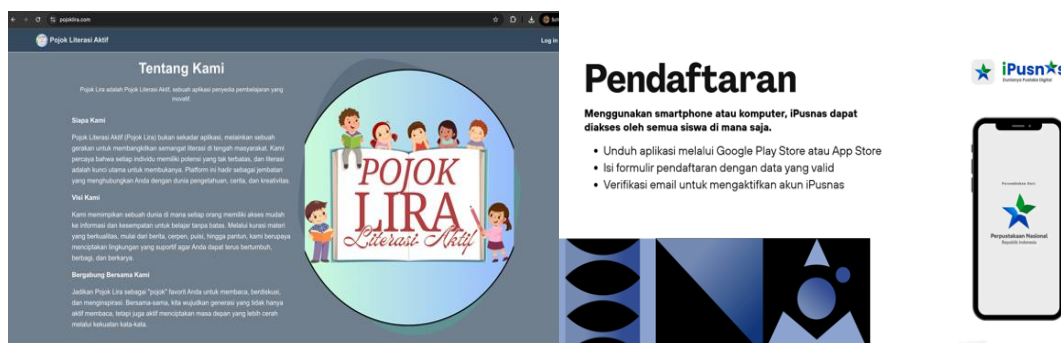 pojoklira.com
Pojok Literasi Aktif
Log in
Tentang Kami
Pojok Lira adalah Pojok Literasi Aktif, sebuah aplikasi penyedia pembelajaran yang
inovatif.
Siapa Kami
Pojok Literasi Aktif (Pojok Lira) bukan sekadar aplikasi, melainkan sebuah
gerakan untuk membangkitkan semangat literasi di tengah masyarakat. Kami
percaya bahwa setiap individu memiliki potensi yang tak terbatas, dan literasi
adalah kunci utama untuk membukanya. Platform ini hadir sebagai jembatan
yang menghubungkan Anda dengan dunia pengetahuan, cerita, dan kreativitas.
Visi Kami
Kami memimpikan sebuah dunia di mana setiap orang memiliki akses mudah
ke informasi dan kesempatan untuk belajar tanpa batas. Melalui kurasi materi
yang berkualitas, mulai dari berita, cerpen, puisi, hingga pantun, kami berupaya
menciptakan lingkungan yang suportif agar Anda dapat terus bertumbuh,
berbagi, dan berkarya.
Bergabung Bersama Kami
Jadikan Pojok Lira sebagai "pojok" favorit Anda untuk membaca, berdiskusi,
dan menginspirasi. Bersama-sama, kita wujudkan generasi yang tidak hanya
aktif membaca, tetapi juga aktif menciptakan masa depan yang lebih cerah
melalui kekuatan kata-kata.
POJOK
LIRA
Literasi Aktif
Pendaftaran
Menggunakan smartphone atau komputer, iPusnas dapat
diakses oleh semua siswa di mana saja.
• Unduh aplikasi melalui Google Play Store atau App Store
• Isi formulir pendaftaran dengan data yang valid
• Verifikasi email untuk mengaktifkan akun iPusnas
iPusnas
Persembahan dari:
Perpustakaan Nasional
Republik Indonesia